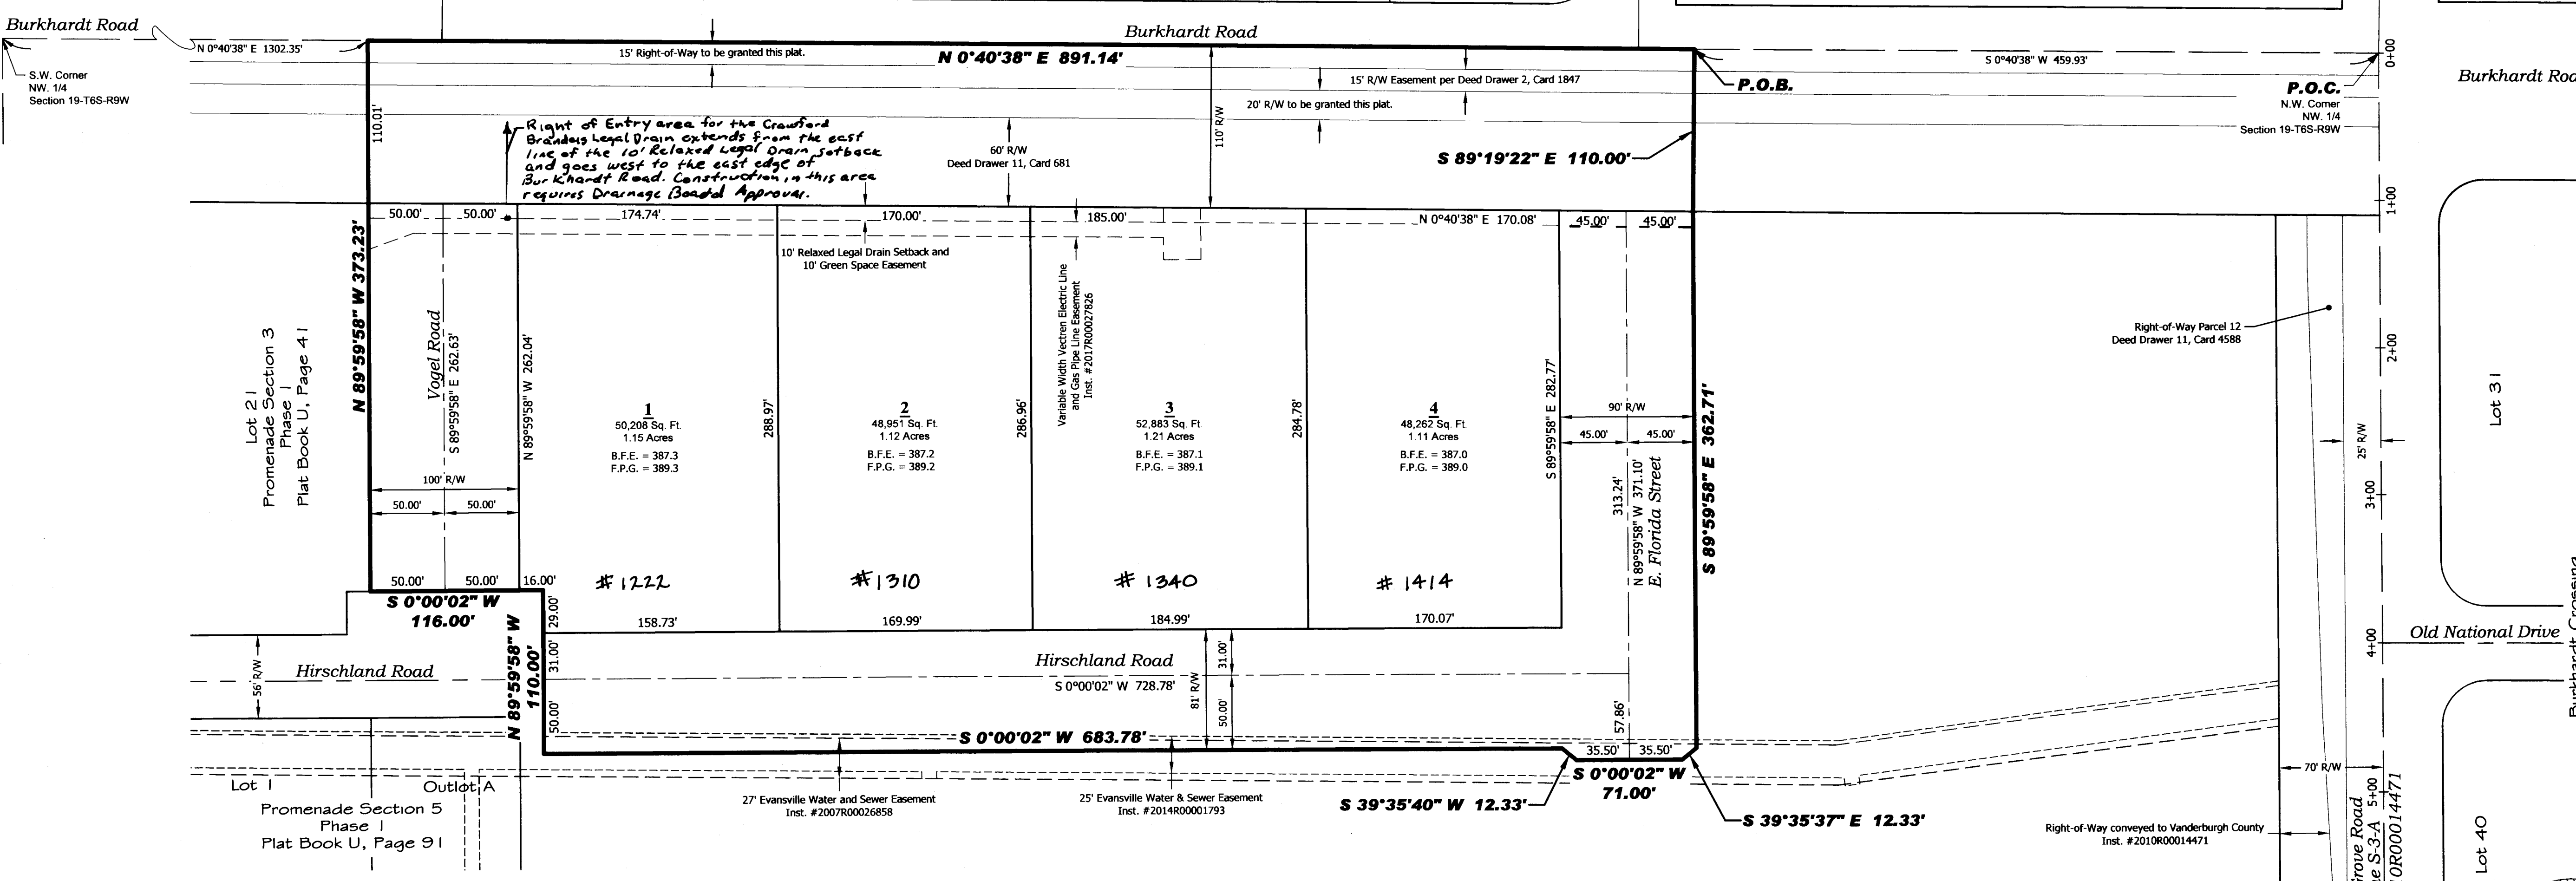 Burkhardt Road
N 0°40'38" E 1302.35'
S.W. Corner
NW. 1/4
Section 19-T6S-R9W
Burkhardt Road
15' Right-of-Way to be granted this plat.
N 0°40'38" E 891.14'
15' R/W Easement per Deed Drawer 2, Card 1847
20' R/W to be granted this plat.
110.01'
110' R/W
60' R/W
Deed Drawer 11, Card 681
Right of Entry area for the Crawford
Branders Legal Drain extends from the east
line of the 10' Relaxed Legal Drain Setback
and goes west to the east edge of
Burkhardt Road. Construction in this area
requires Drainage Board Approval.
S 0°40'38" W 459.93'
P.O.B.
P.O.C.
N.W. Corner
NW. 1/4
Section 19-T6S-R9W
0+00
Burkhardt
S 89°19'22" E 110.00'
1+00
50.00'
50.00'
174.74'
170.00'
185.00'
N 0°40'38" E 170.08'
45.00'
45.00'
N 89°59'58" W 373.23'
10' Relaxed Legal Drain Setback and
10' Green Space Easement
Variable Width Vectren Electric Line
and Gas Pipe Line Easement
Inst. #2017R00027826
Lot 21
Promenade Section 3
Phase 1
Plat Book U, Page 41
Vogel Road
S 89°59'58" E 262.63'
N 89°59'58" W 262.04'
100' R/W
50.00'
50.00'
1
50,208 Sq. Ft.
1.15 Acres
B.F.E. = 387.3
F.P.G. = 389.3
288.97'
2
48,951 Sq. Ft.
1.12 Acres
B.F.E. = 387.2
F.P.G. = 389.2
286.96'
3
52,883 Sq. Ft.
1.21 Acres
B.F.E. = 387.1
F.P.G. = 389.1
284.78'
4
48,262 Sq. Ft.
1.11 Acres
B.F.E. = 387.0
F.P.G. = 389.0
S 89°59'58" E 282.77'
90' R/W
45.00'
45.00'
313.24'
N 89°59'58" W 371.10'
E. Florida Street
S 89°59'58" E 362.71'
Right-of-Way Parcel 12
Deed Drawer 11, Card 4588
2+00
25' R/W
3+00
Lot 31
50.00'
50.00'
16.00'
S 0°00'02" W
116.00'
29.00'
#1222
#1310
#1340
#1414
158.73'
169.99'
184.99'
170.07'
Old National Drive
4+00
Burkhardt Crossing
56' R/W
Hirschland Road
N 89°59'58" W
110.00'
31.00'
50.00'
Hirschland Road
S 0°00'02" W 728.78'
81' R/W
31.00'
50.00'
57.86'
S 0°00'02" W 683.78'
35.50'
35.50'
S 0°00'02" W
71.00'
S 39°35'40" W 12.33'
S 39°35'37" E 12.33'
Lot 1
Outlot A
Promenade Section 5
Phase 1
Plat Book U, Page 91
27' Evansville Water and Sewer Easement
Inst. #2007R00026858
25' Evansville Water & Sewer Easement
Inst. #2014R00001793
70' R/W
5+00
Right-of-Way conveyed to Vanderburgh County
Inst. #2010R00014471
Grove Road
S-3-A
10R00014471
Lot 40